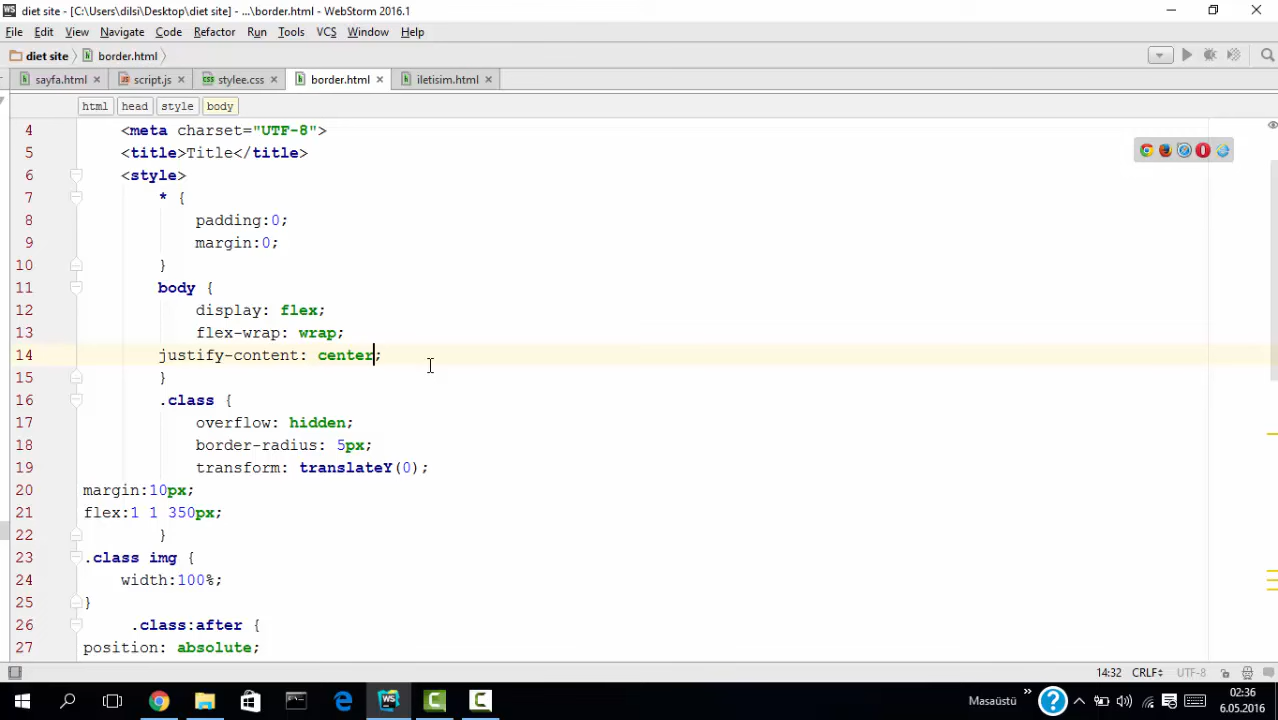 WS diet site - [C:\Users\dilsi\Desktop\diet site] - ...\border.html - WebStorm 2016.1
File Edit View Navigate Code Refactor Run Tools VCS Window Help
diet site border.html
sayfa.html script.js stylee.css border.html iletisim.html
html head style body
4 <meta charset="UTF-8">
5 <title>Title</title>
6 <style>
7 * {
8 padding:0;
9 margin:0;
10 }
11 body {
12 display: flex;
13 flex-wrap: wrap;
14 justify-content: center;
15 }
16 .class {
17 overflow: hidden;
18 border-radius: 5px;
19 transform: translateY(0);
20 margin:10px;
21 flex:1 1 350px;
22 }
23 .class img {
24 width:100%;
25 }
26 .class:after {
27 position: absolute;
14:32 CRLF÷ UTF-8÷
Masaüstü » 02:36
6.05.2016